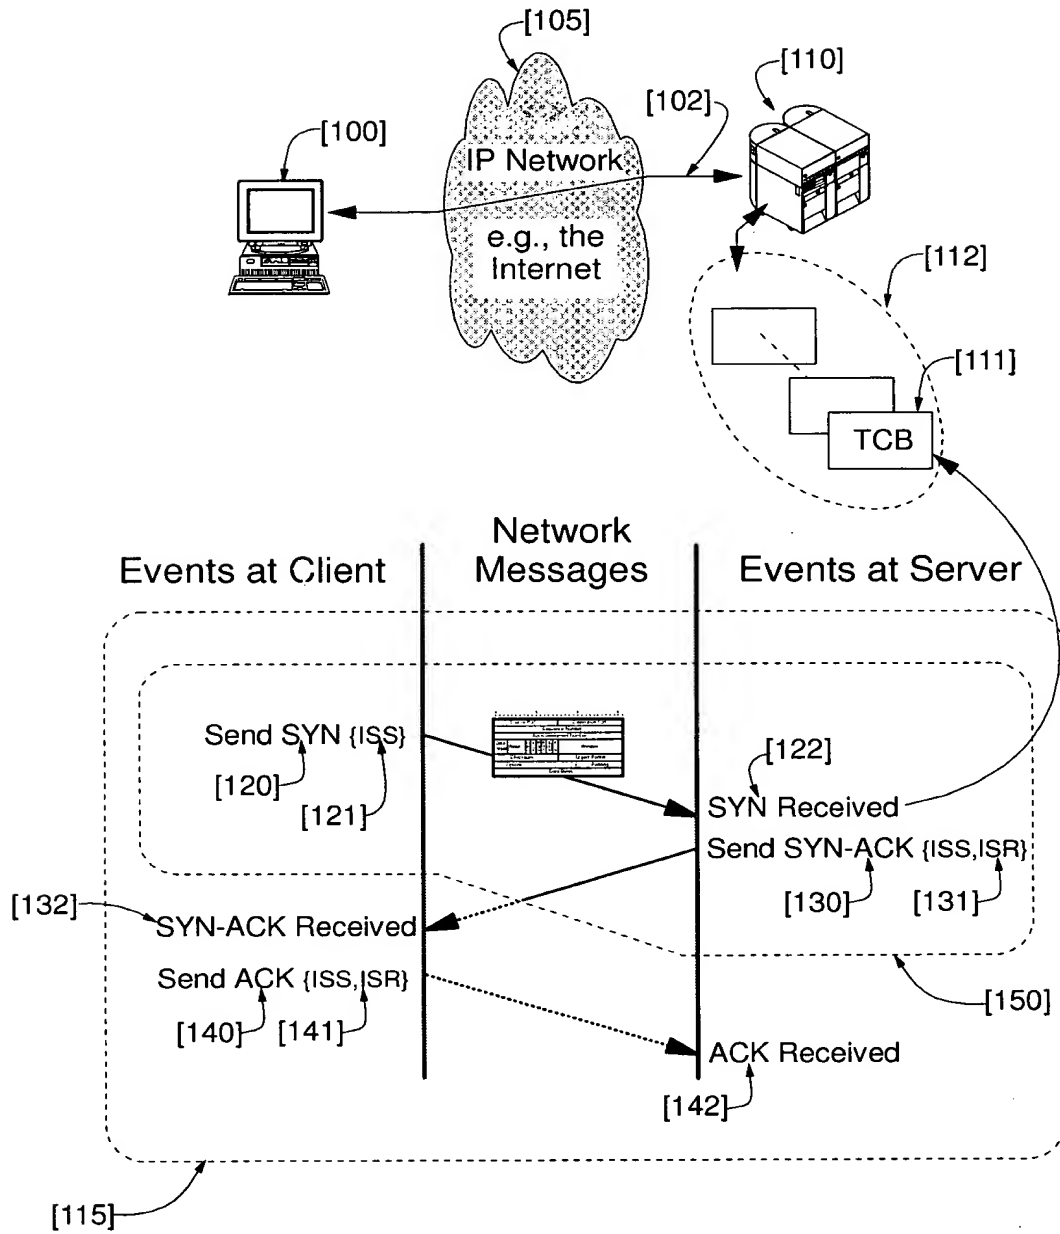 [105]
[110]
[102]
[100]
IP Network
e.g., the
Internet
[112]
[111]
TCB
Network
Messages
Events at Client
Events at Server
Send SYN {ISS}
[120]
[121]
[122]
SYN Received
Send SYN-ACK {ISS,ISR}
[130]
[131]
[132]
SYN-ACK Received
Send ACK {ISS,ISR}
[140]
[141]
[150]
ACK Received
[142]
[115]